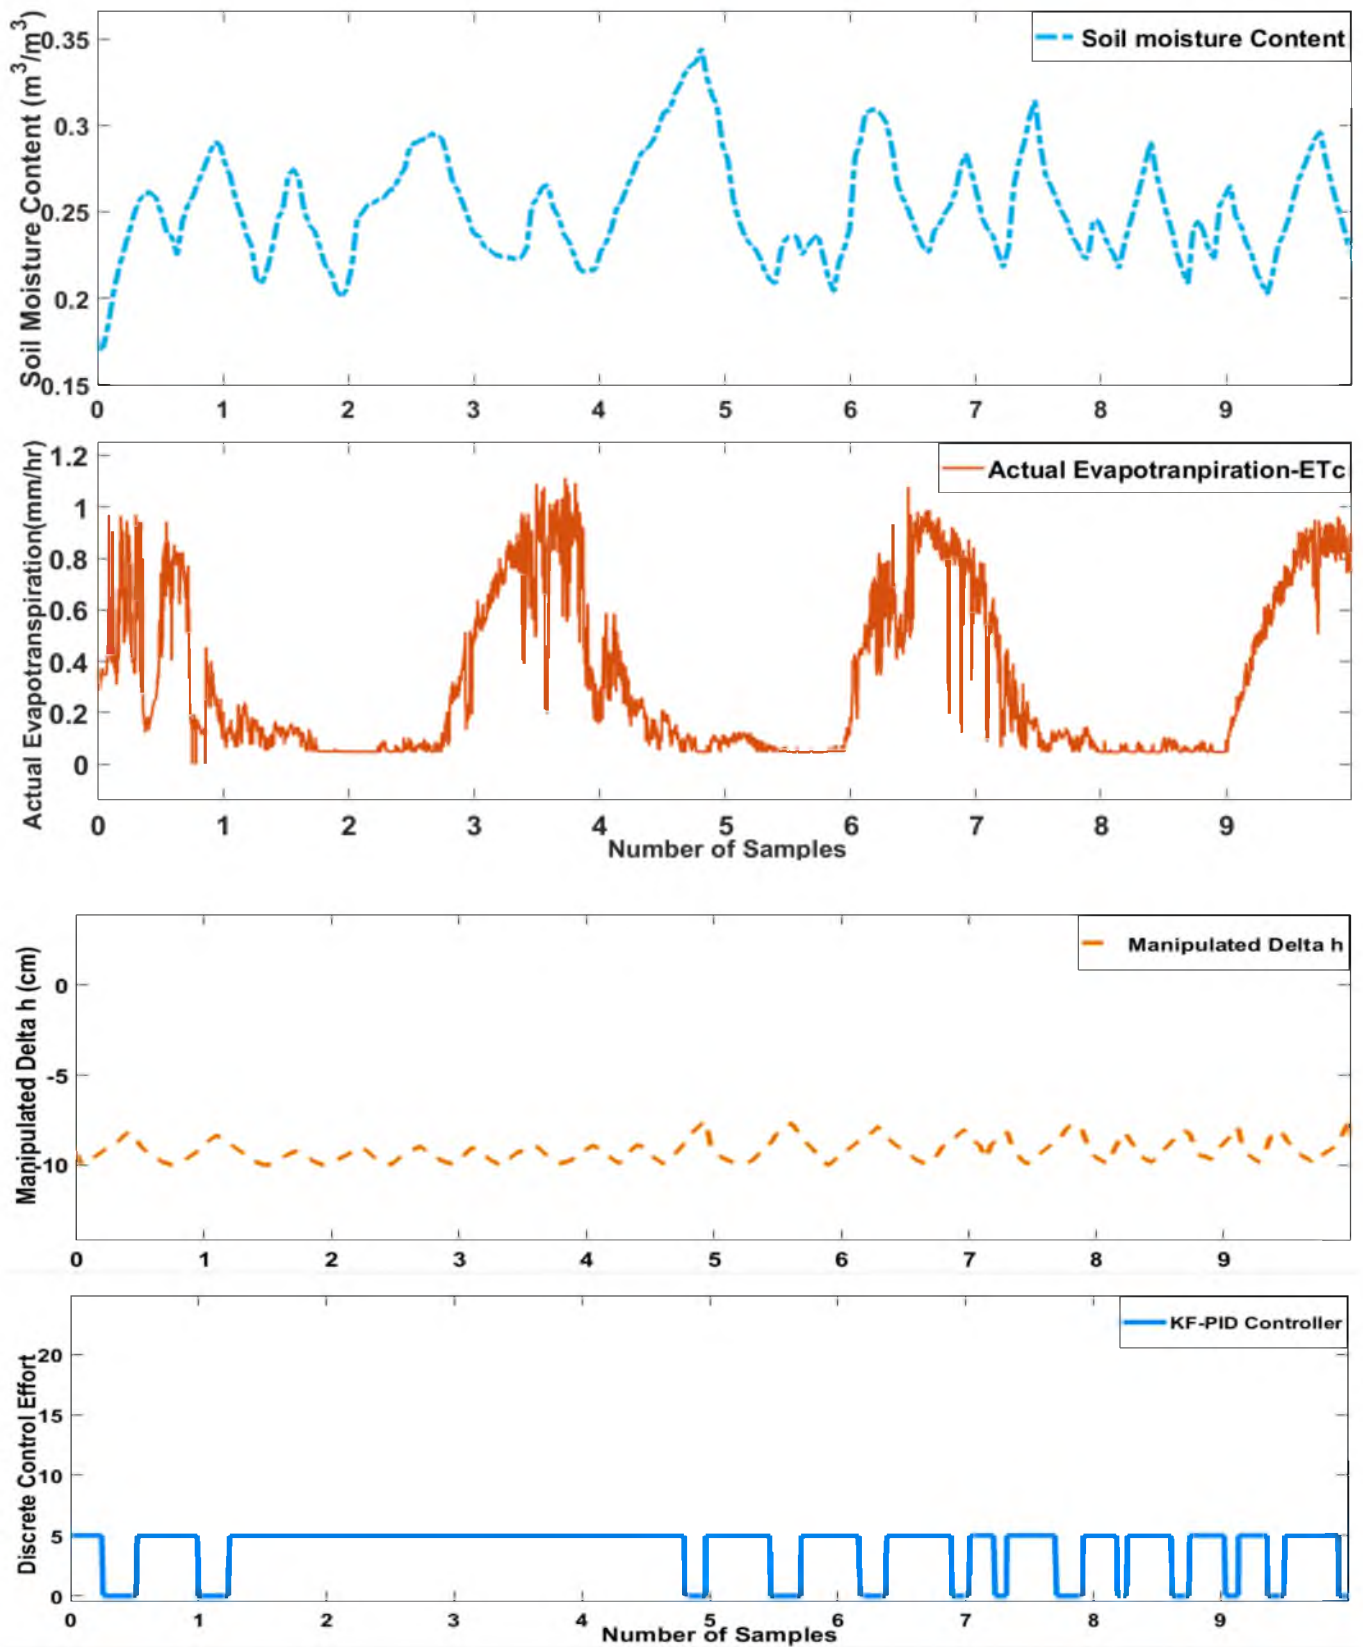 Soil moisture Content
Soil Moisture Content (m³/m³)
0.35
0.3
0.25
0.2
0.15
0 1 2 3 4 5 6 7 8 9
Actual Evapotranpiration-ETc
Actual Evapotranspiration(mm/hr)
1.2
1
0.8
0.6
0.4
0.2
0
0 1 2 3 4 5 6 7 8 9
Number of Samples
Manipulated Delta h
Manipulated Delta h (cm)
0
-5
-10
0 1 2 3 4 5 6 7 8 9
KF-PID Controller
Discrete Control Effort
20
15
10
5
0
0 1 2 3 4 5 6 7 8 9
Number of Samples